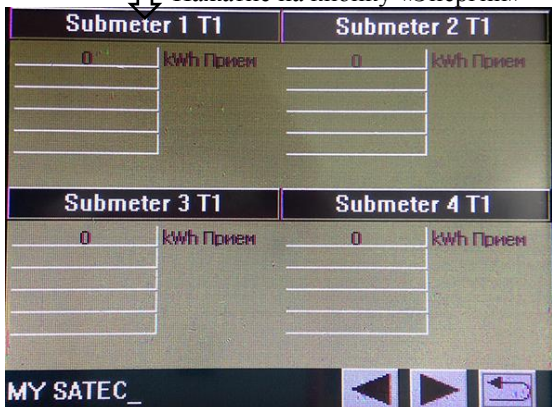 Submeter 1 T1
Submeter 2 T1
0 kWh Прием
0 kWh Прием
Submeter 3 T1
Submeter 4 T1
0 kWh Прием
0 kWh Прием
MY SATEC_